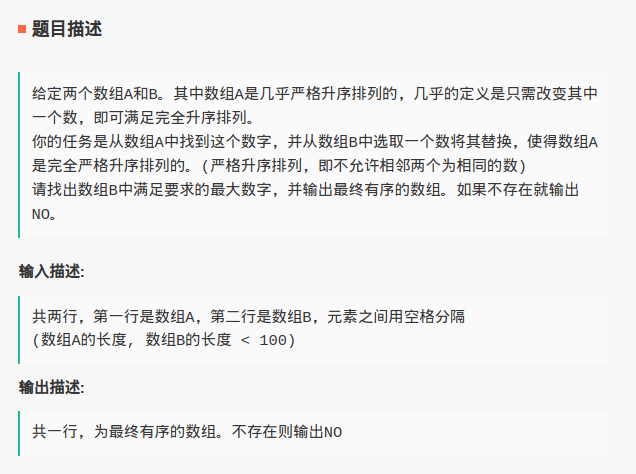 题目描述
给定两个数组A和B。其中数组A是几乎严格升序排列的，几乎的定义是只需改变其中
一个数，即可满足完全升序排列。
你的任务是从数组A中找到这个数字，并从数组B中选取一个数将其替换，使得数组A
是完全严格升序排列的。(严格升序排列，即不允许相邻两个为相同的数)
请找出数组B中满足要求的最大数字，并输出最终有序的数组。如果不存在就输出
NO。
输入描述:
共两行，第一行是数组A，第二行是数组B，元素之间用空格分隔
(数组A的长度, 数组B的长度 < 100)
输出描述:
共一行，为最终有序的数组。不存在则输出NO